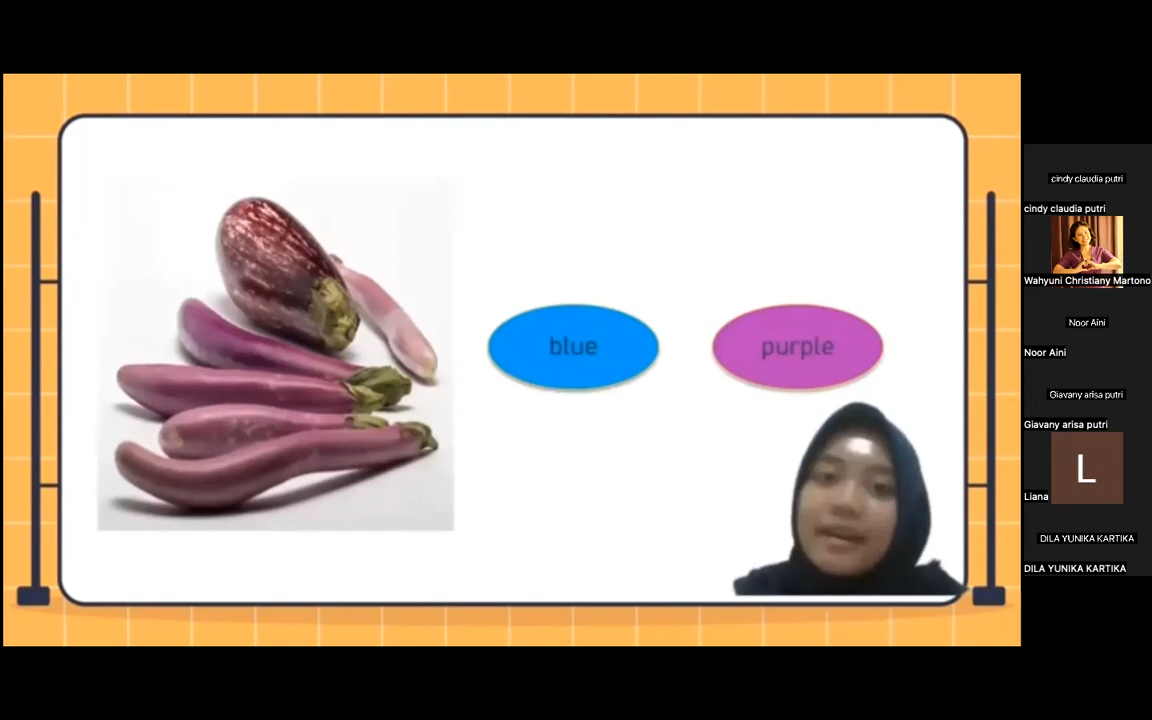 blue
purple
cindy claudia putri
cindy claudia putri
Wahyuni Christiany Martono
Noor Aini
Noor Aini
Giavany arisa putri
Giavany arisa putri
L
Liana
DILA YUNIKA KARTIKA
DILA YUNIKA KARTIKA